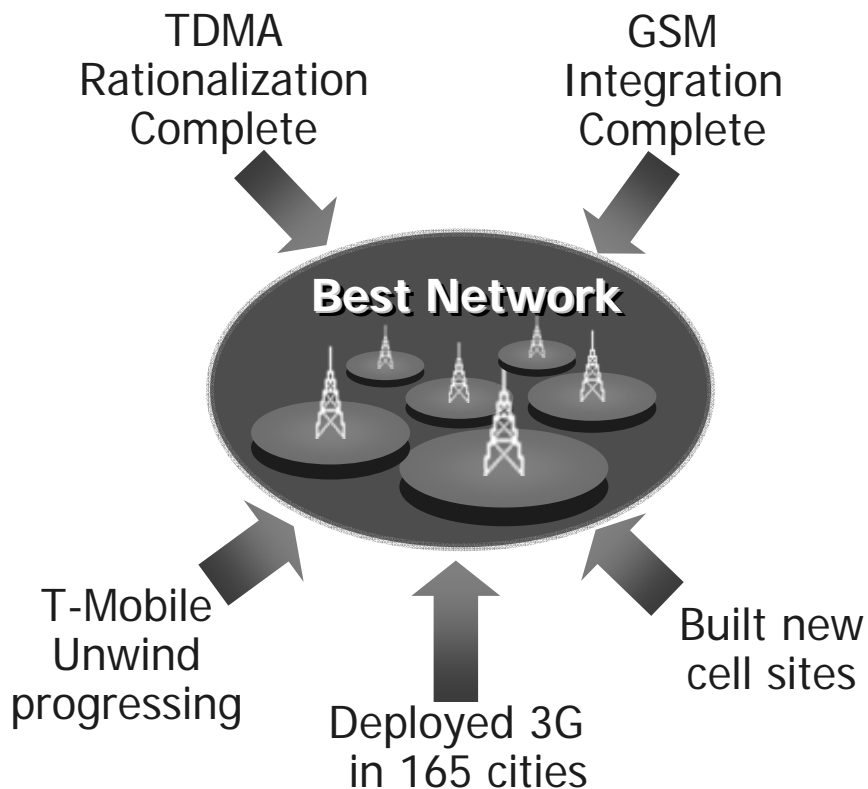 TDMA
Rationalization
Complete
GSM
Integration
Complete
Best Network
T-Mobile
Unwind
progressing
Deployed 3G
in 165 cities
Built new
cell sites